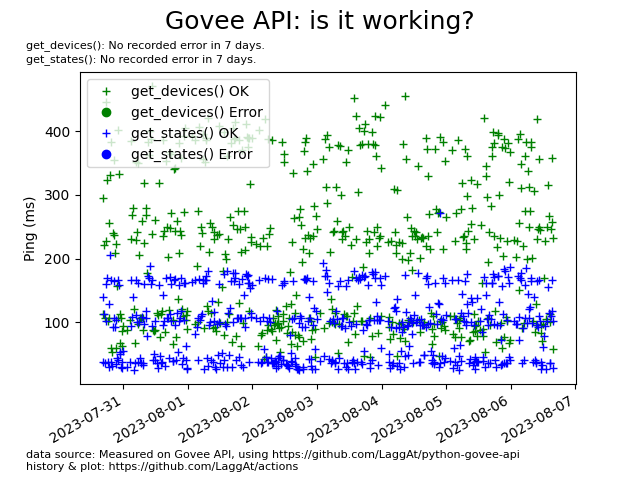 Govee API: is it working?
get_devices(): No recorded error in 7 days.
get_states(): No recorded error in 7 days.
get_devices() OK
get_devices() Error
get_states() OK
get_states() Error
Ping (ms)
400
300
200
100
2023-07-31
2023-08-01
2023-08-02
2023-08-03
2023-08-04
2023-08-05
2023-08-06
2023-08-07
data source: Measured on Govee API, using https://github.com/LaggAt/python-govee-api
history & plot: https://github.com/LaggAt/actions